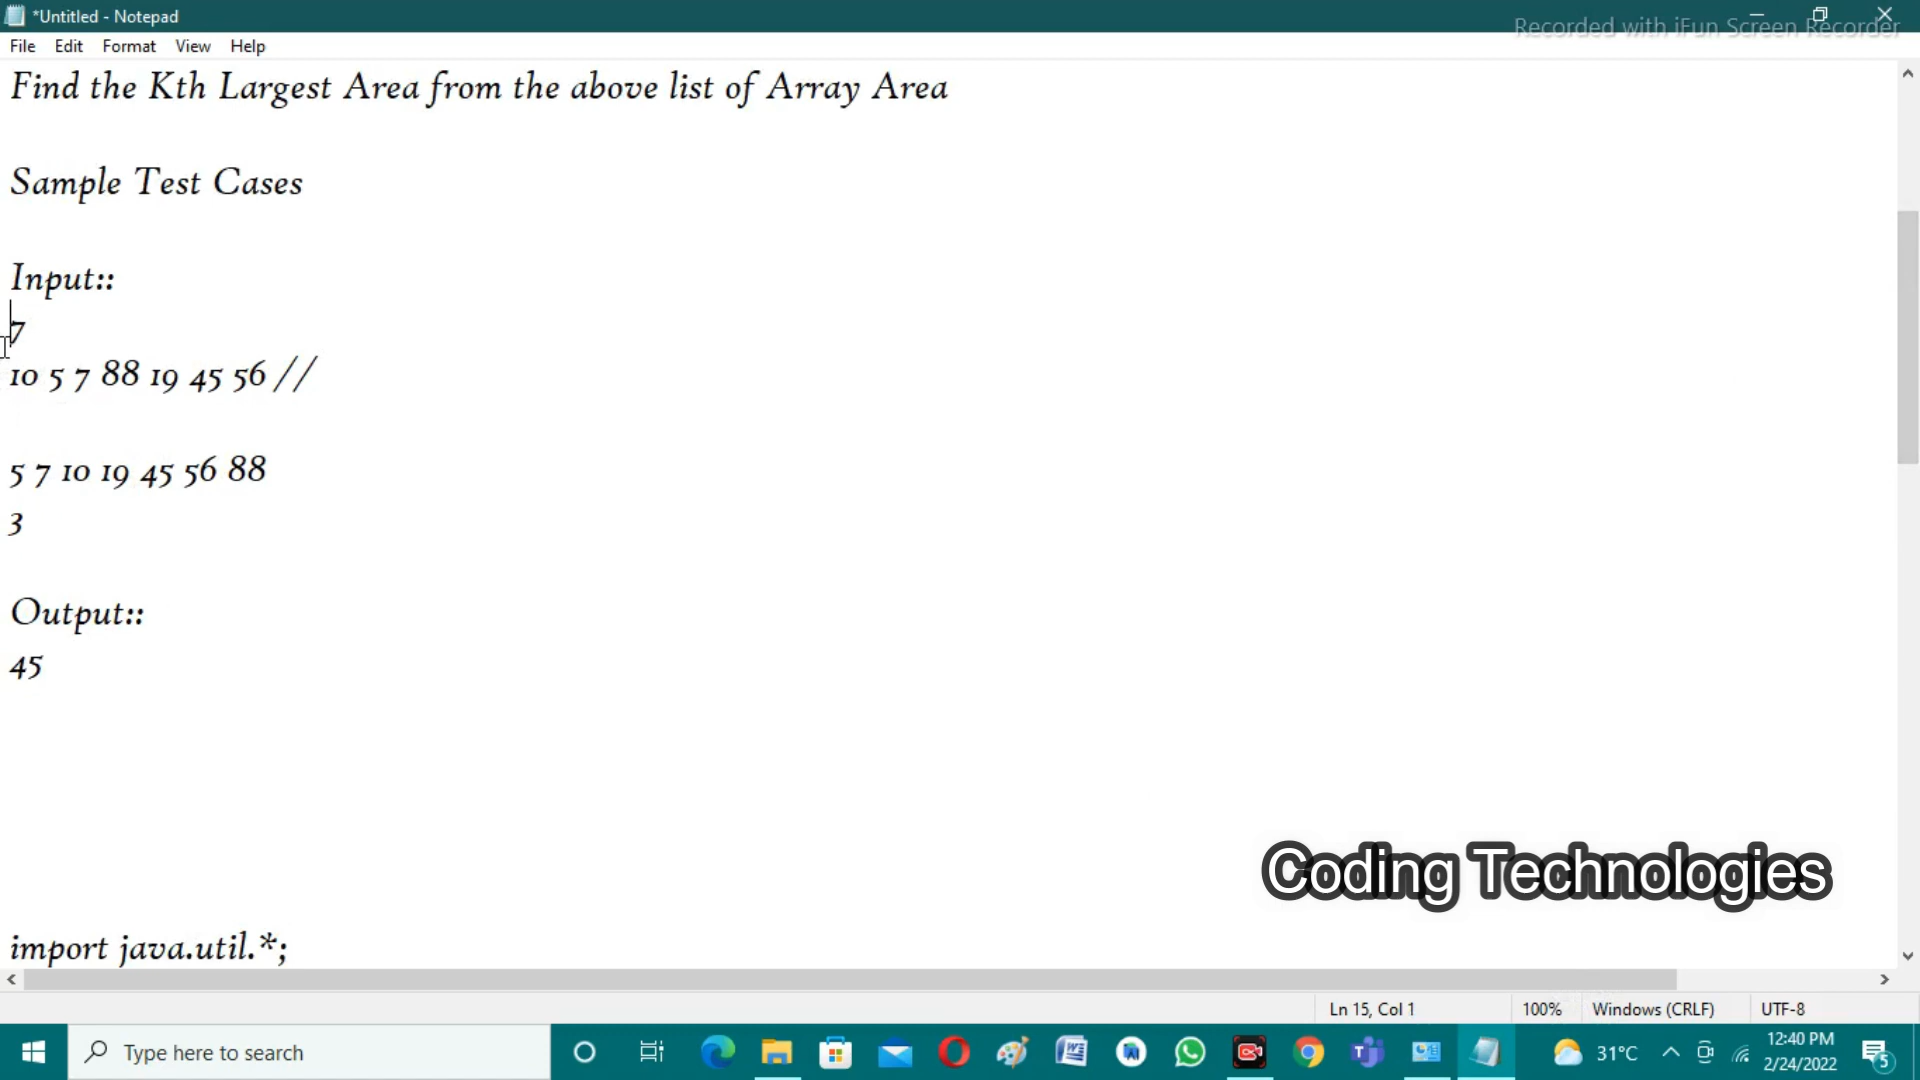 *Untitled - Notepad
Recorded with iFun Screen Recorder
File Edit Format View Help
Find the Kth Largest Area from the above list of Array Area
Sample Test Cases
Input::
7
10 5 7 88 19 45 56 //
5 7 10 19 45 56 88
3
Output::
45
Coding Technologies
import java.util.*;
Ln 15, Col 1 100% Windows (CRLF) UTF-8
Type here to search
31°C
12:40 PM
2/24/2022
5